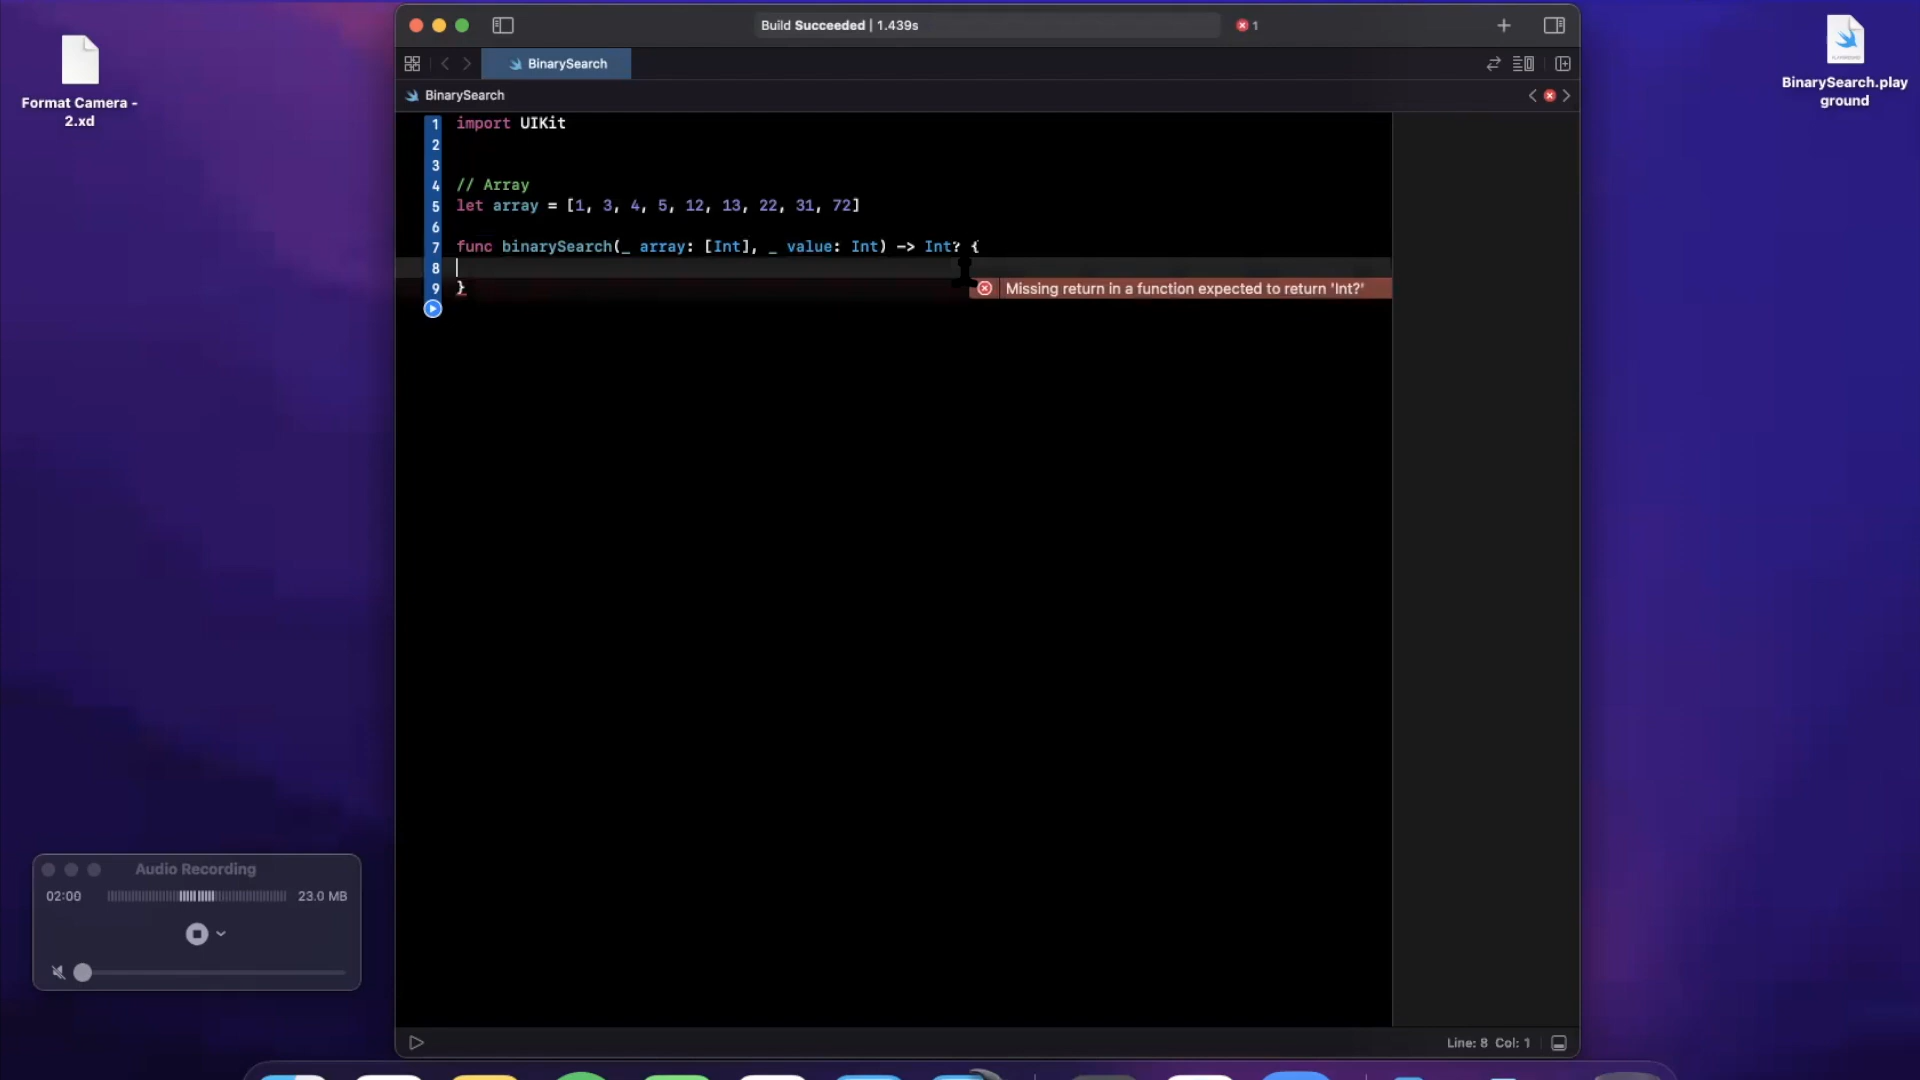 Build Succeeded | 1.439s
1
BinarySearch
BinarySearch
1 import UIKit
2
3
4 // Array
5 let array = [1, 3, 4, 5, 12, 13, 22, 31, 72]
6
7 func binarySearch(_ array: [Int], _ value: Int) -> Int? {
8
9 }
Missing return in a function expected to return 'Int?'
Line: 8 Col: 1
Format Camera -
2.xd
BinarySearch.play
ground
Audio Recording
02:00
23.0 MB